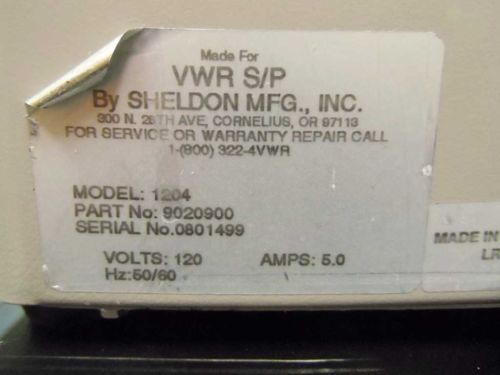 Made For
VWR S/P
By SHELDON MFG., INC.
300 N. 26TH AVE, CORNELIUS, OR 97113
FOR SERVICE OR WARRANTY REPAIR CALL
1-(800) 322-4VWR
MODEL: 1204
PART No: 9020900
SERIAL No.0801499
VOLTS: 120 AMPS: 5.0
Hz:50/60
MADE IN
LR